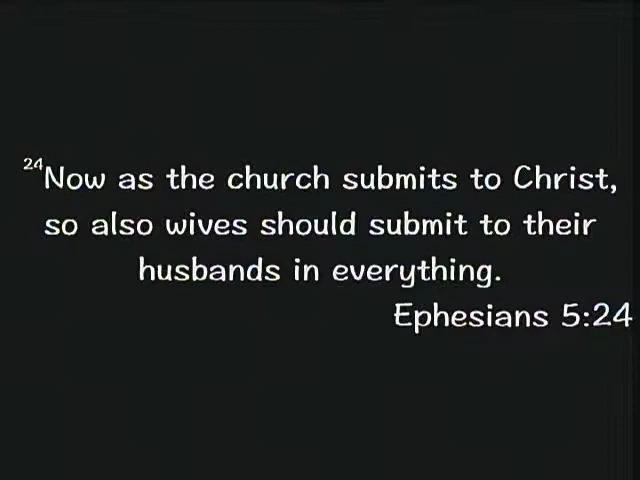 24Now as the church submits to Christ,
so also wives should submit to their
husbands in everything.
Ephesians 5:24